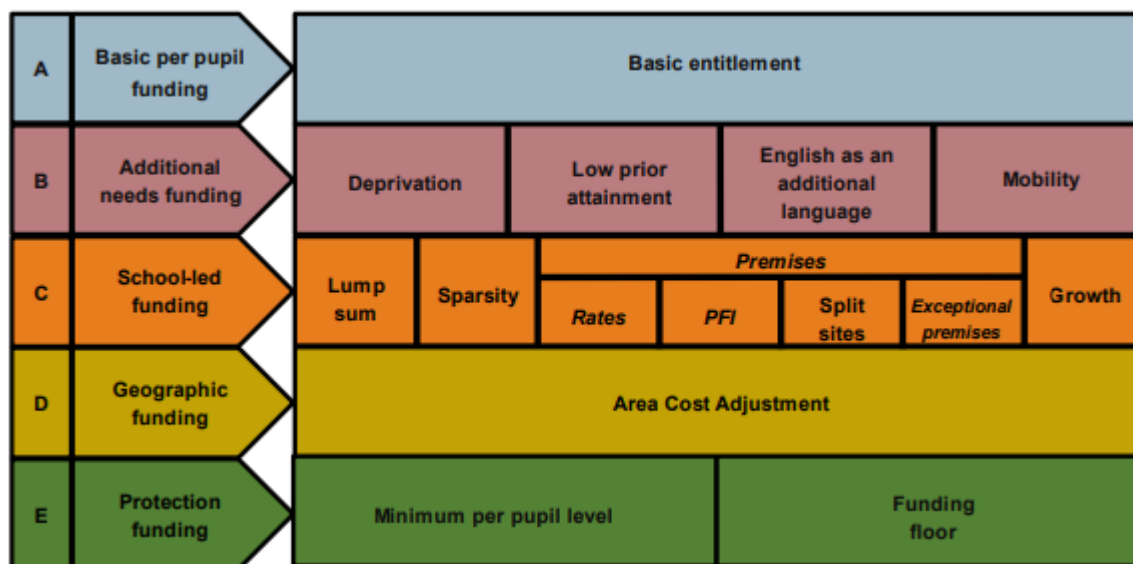 A
Basic per pupil
funding
Basic entitlement
B
Additional
needs funding
Deprivation
Low prior
attainment
English as an
additional
language
Mobility
C
School-led
funding
Lump
sum
Sparsity
Premises
Rates
PFI
Split
sites
Exceptional
premises
Growth
D
Geographic
funding
Area Cost Adjustment
E
Protection
funding
Minimum per pupil level
Funding
floor